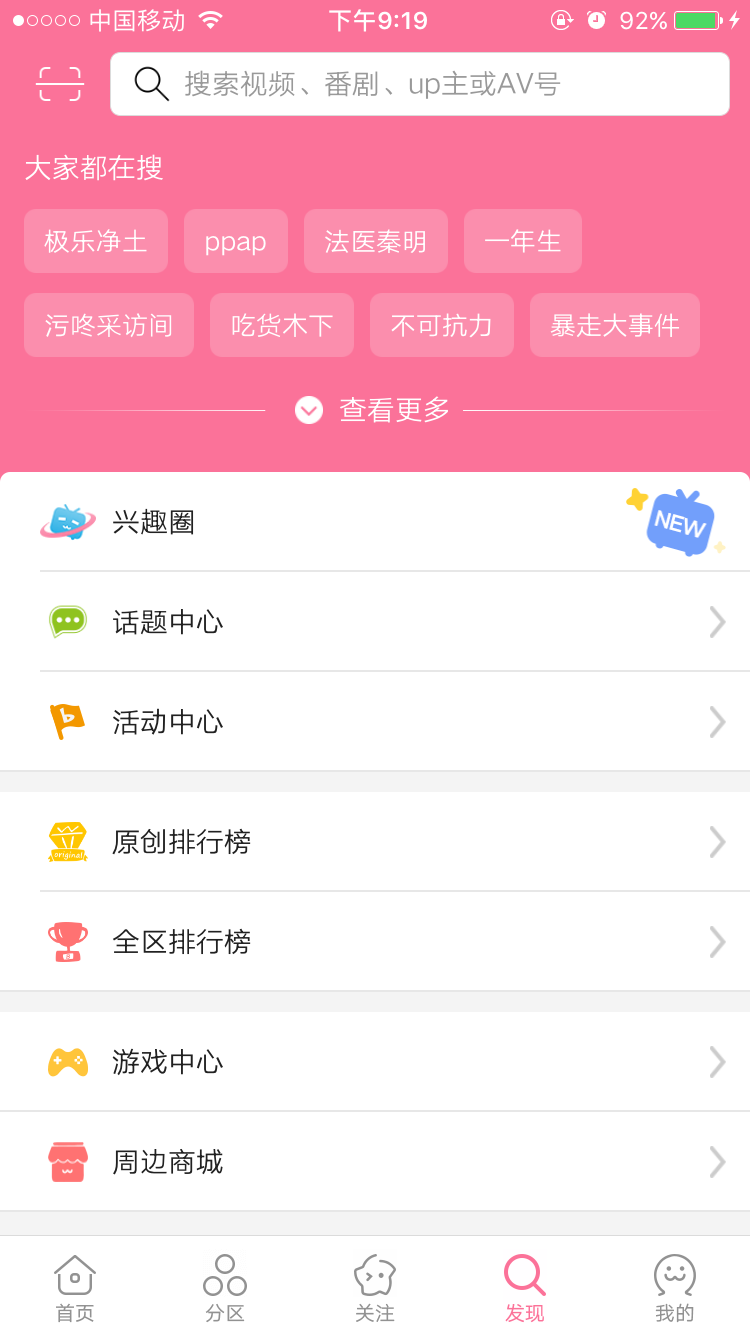 中国移动 下午9:19 92%
搜索视频、番剧、up主或AV号
大家都在搜
极乐净土 ppap 法医秦明 一年生
污咚采访间 吃货木下 不可抗力 暴走大事件
查看更多
兴趣圈 NEW
话题中心
活动中心
原创排行榜
original
全区排行榜
游戏中心
周边商城
首页 分区 关注 发现 我的